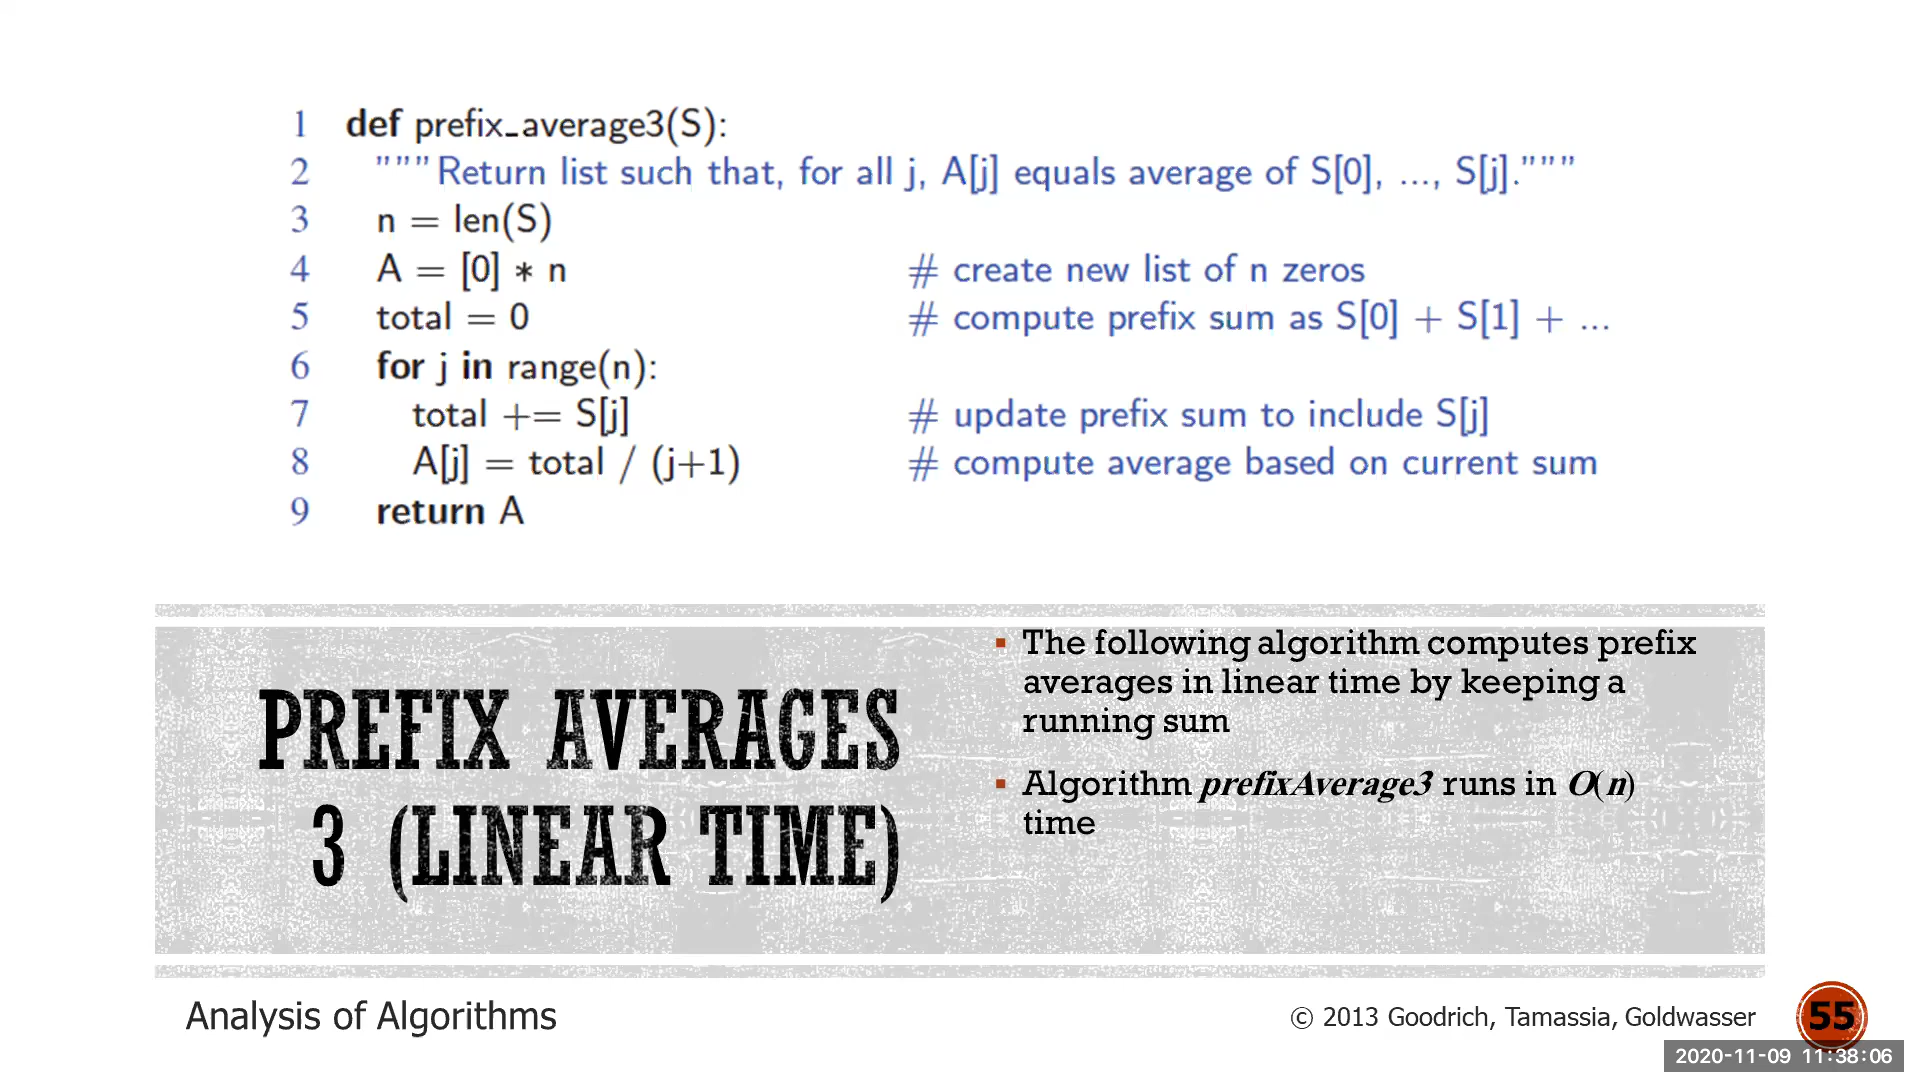 1 def prefix_average3(S):
2 """Return list such that, for all j, A[j] equals average of S[0], ..., S[j]."""
3 n = len(S)
4 A = [0] * n # create new list of n zeros
5 total = 0 # compute prefix sum as S[0] + S[1] + ...
6 for j in range(n):
7 total += S[j] # update prefix sum to include S[j]
8 A[j] = total / (j+1) # compute average based on current sum
9 return A
PREFIX AVERAGES
3 (LINEAR TIME)
▪ The following algorithm computes prefix
averages in linear time by keeping a
running sum
▪ Algorithm prefixAverage3 runs in O(n)
time
Analysis of Algorithms
© 2013 Goodrich, Tamassia, Goldwasser
55
2020-11-09 11:38:06